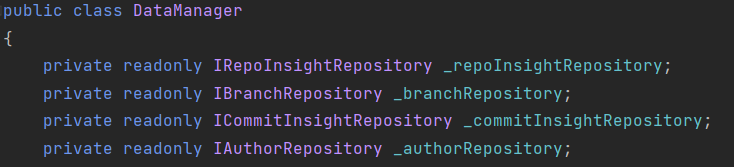 public class DataManager
{
private readonly IRepoInsightRepository _repoInsightRepository;
private readonly IBranchRepository _branchRepository;
private readonly ICommitInsightRepository _commitInsightRepository;
private readonly IAuthorRepository _authorRepository;